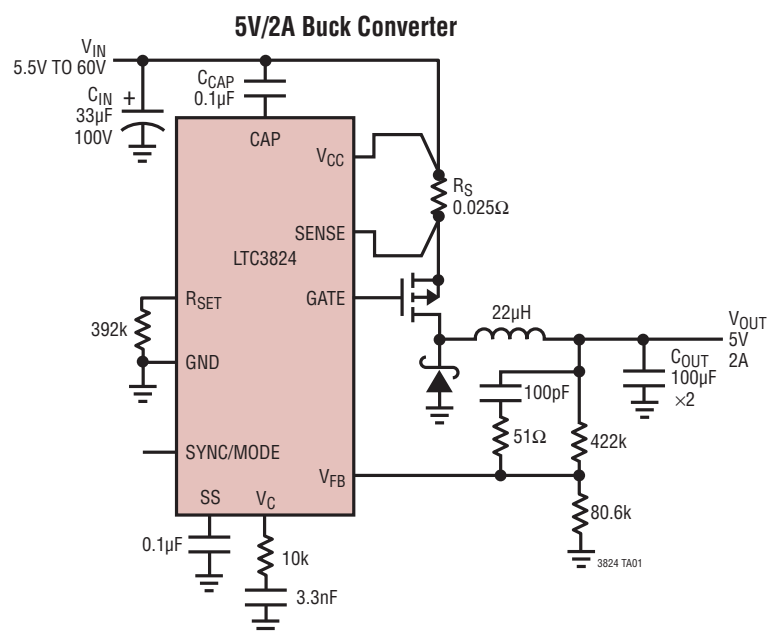 5V/2A Buck Converter
VIN
5.5V TO 60V
CIN
33µF
100V
+
CCAP
0.1µF
CAP
VCC
RS
0.025Ω
SENSE
LTC3824
RSET
GATE
392k
GND
22µH
VOUT
5V
2A
COUT
100µF
×2
100pF
51Ω
422k
SYNC/MODE
VFB
SS
VC
80.6k
0.1µF
10k
3.3nF
3824 TA01